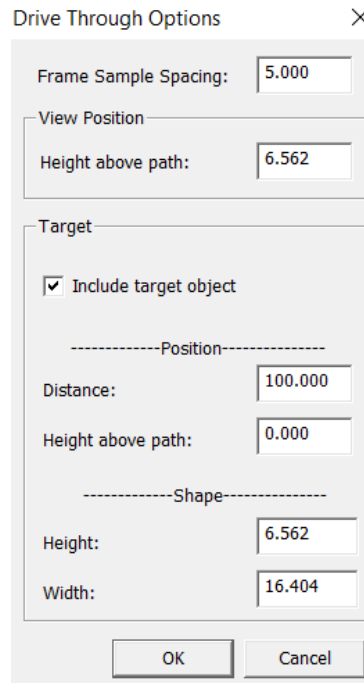 Drive Through Options
Frame Sample Spacing: 5.000
View Position
Height above path: 6.562
Target
Include target object
-------------Position---------------
Distance: 100.000
Height above path: 0.000
-------------Shape---------------
Height: 6.562
Width: 16.404
OK Cancel